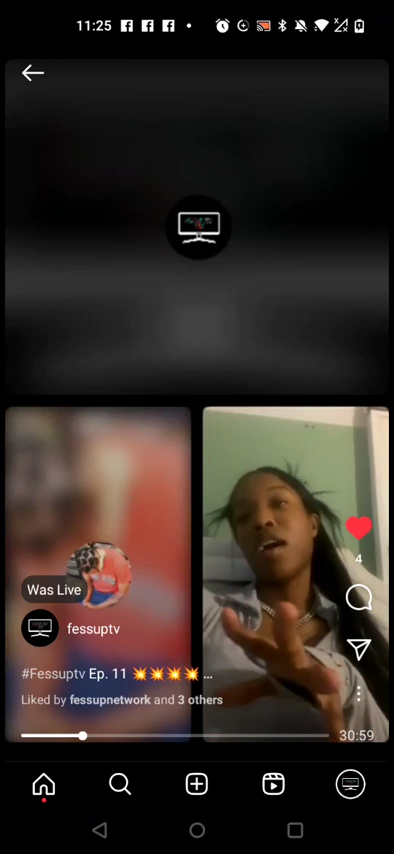 11:25
Was Live
fessuptv
#Fessuptv Ep. 11 💥💥💥💥 ...
Liked by fessupnetwork and 3 others
4
30:59